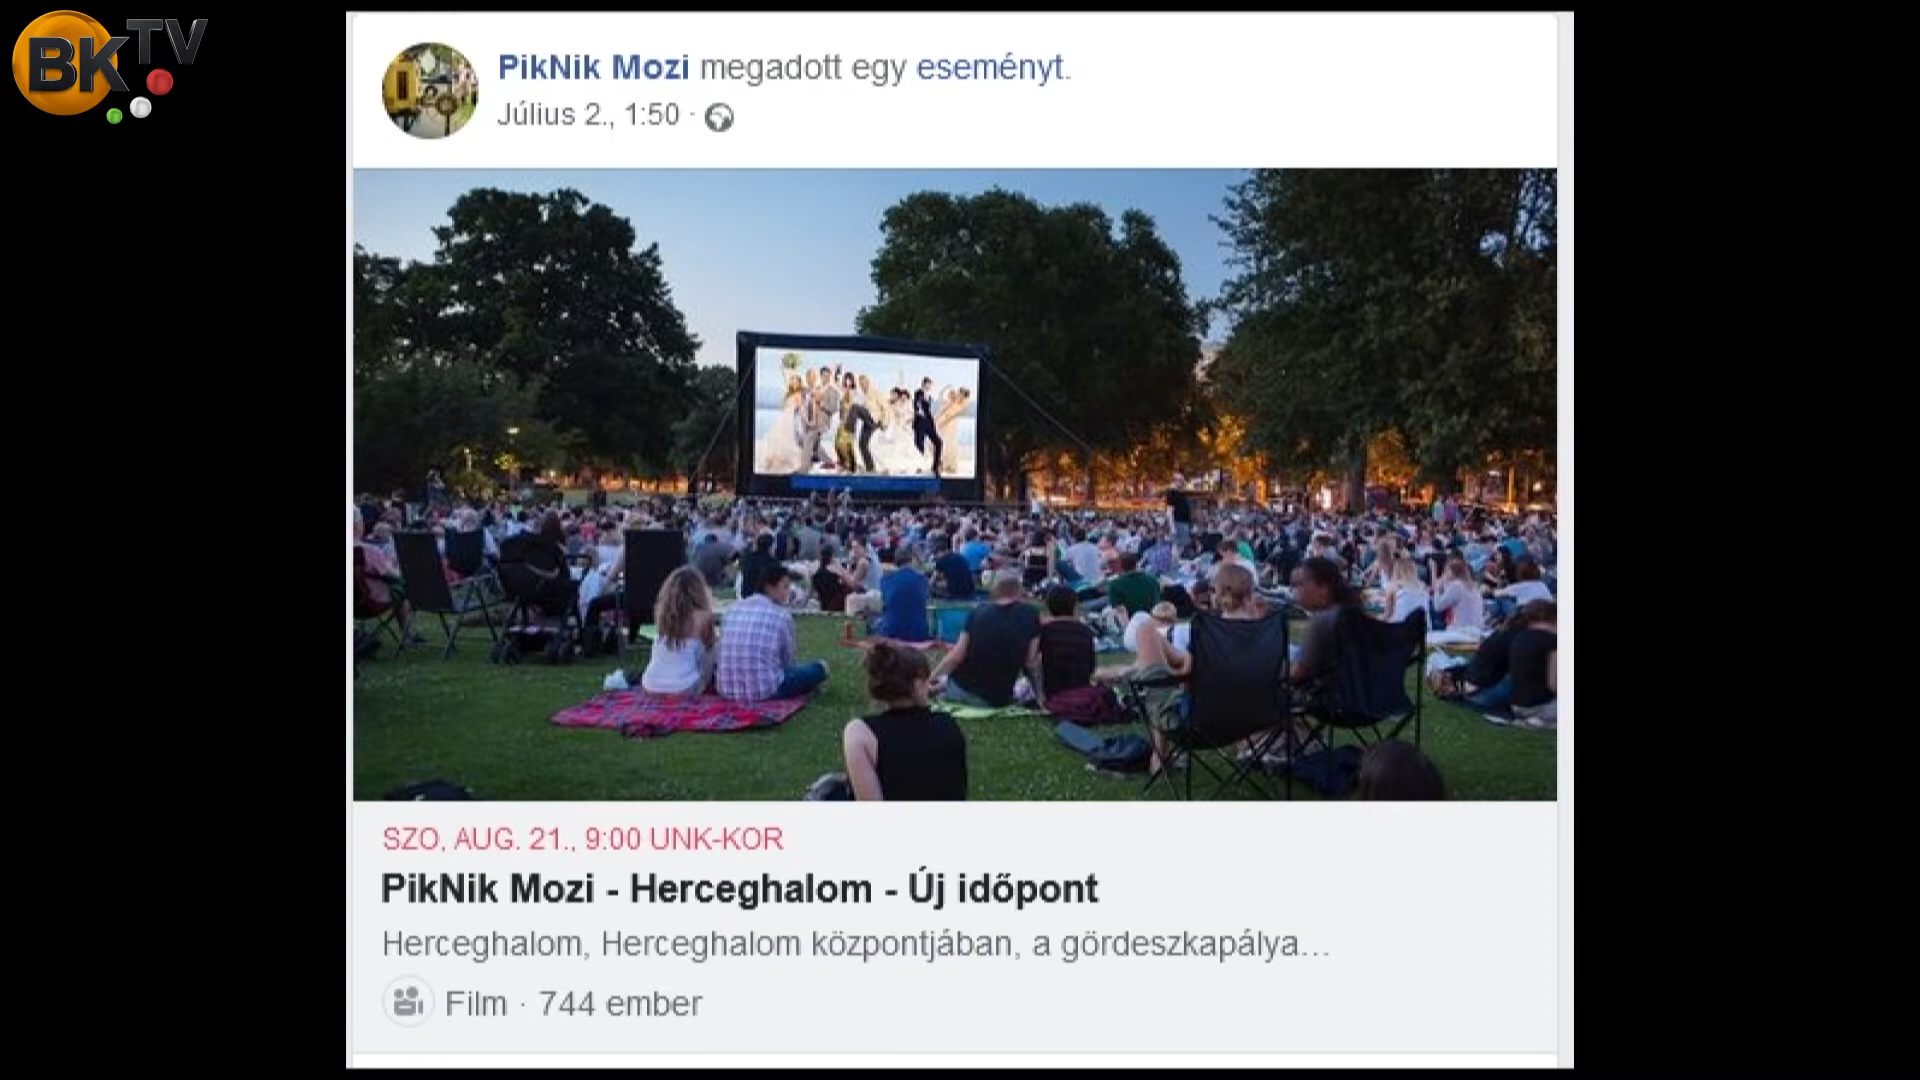 BKTV
PikNik Mozi megadott egy eseményt.
Július 2., 1:50 ·
SZO, AUG. 21., 9:00 UNK-KOR
PikNik Mozi - Herceghalom - Új időpont
Herceghalom, Herceghalom központjában, a gördeszkapálya...
Film · 744 ember